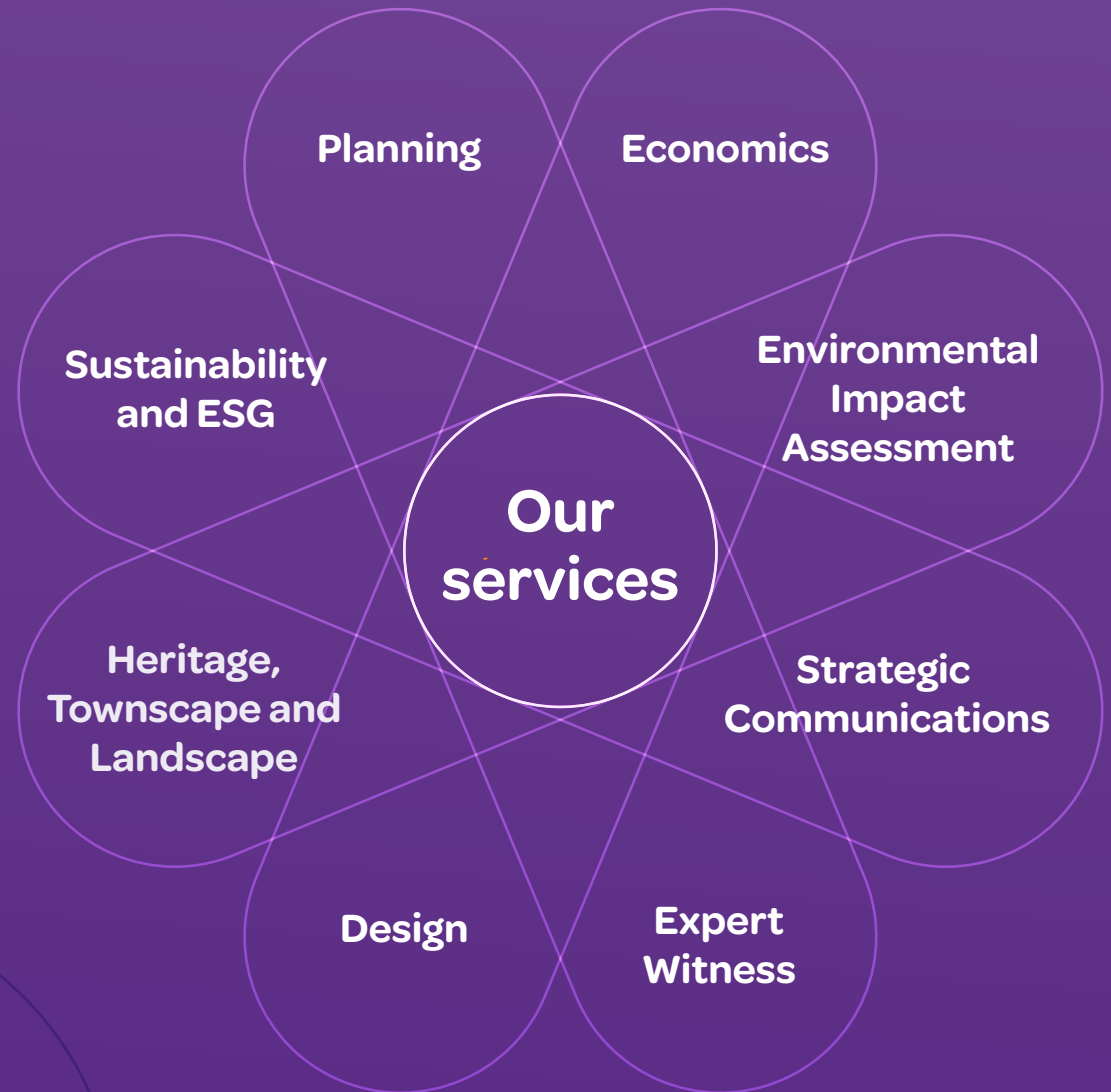 Planning
Economics
Sustainability
and ESG
Environmental
Impact
Assessment
Our
services
Heritage,
Townscape and
Landscape
Strategic
Communications
Design
Expert
Witness